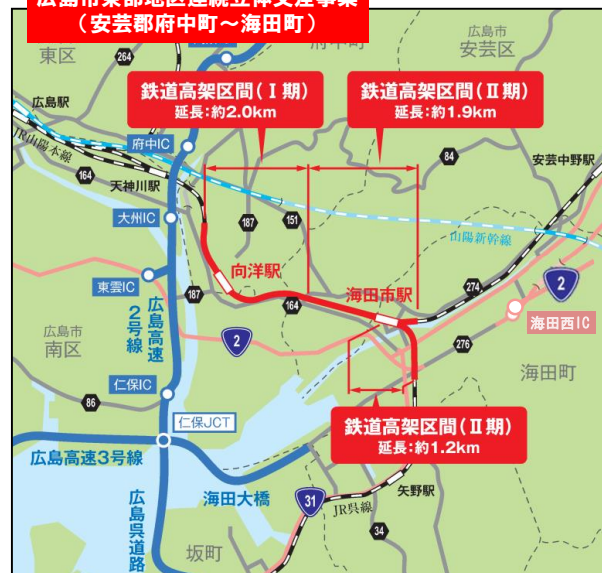 広島市東部地区連続立体交差事業
（安芸郡府中町～海田町）
東区
264
府中町
広島市
安芸区
広島駅
鉄道高架区間（Ⅰ期）
延長：約2.0km
鉄道高架区間（Ⅱ期）
延長：約1.9km
JR山陽本線
府中IC
164
天神川駅
84
安芸中野駅
大州IC
187
151
山陽新幹線
向洋駅
東雲IC
187
164
海田市駅
274
2
広島高速2号線
広島市
南区
2
276
海田西IC
仁保IC
海田町
86
仁保JCT
鉄道高架区間（Ⅱ期）
延長：約1.2km
広島高速3号線
海田大橋
31
矢野駅
JR呉線
広島呉道路
34
坂町